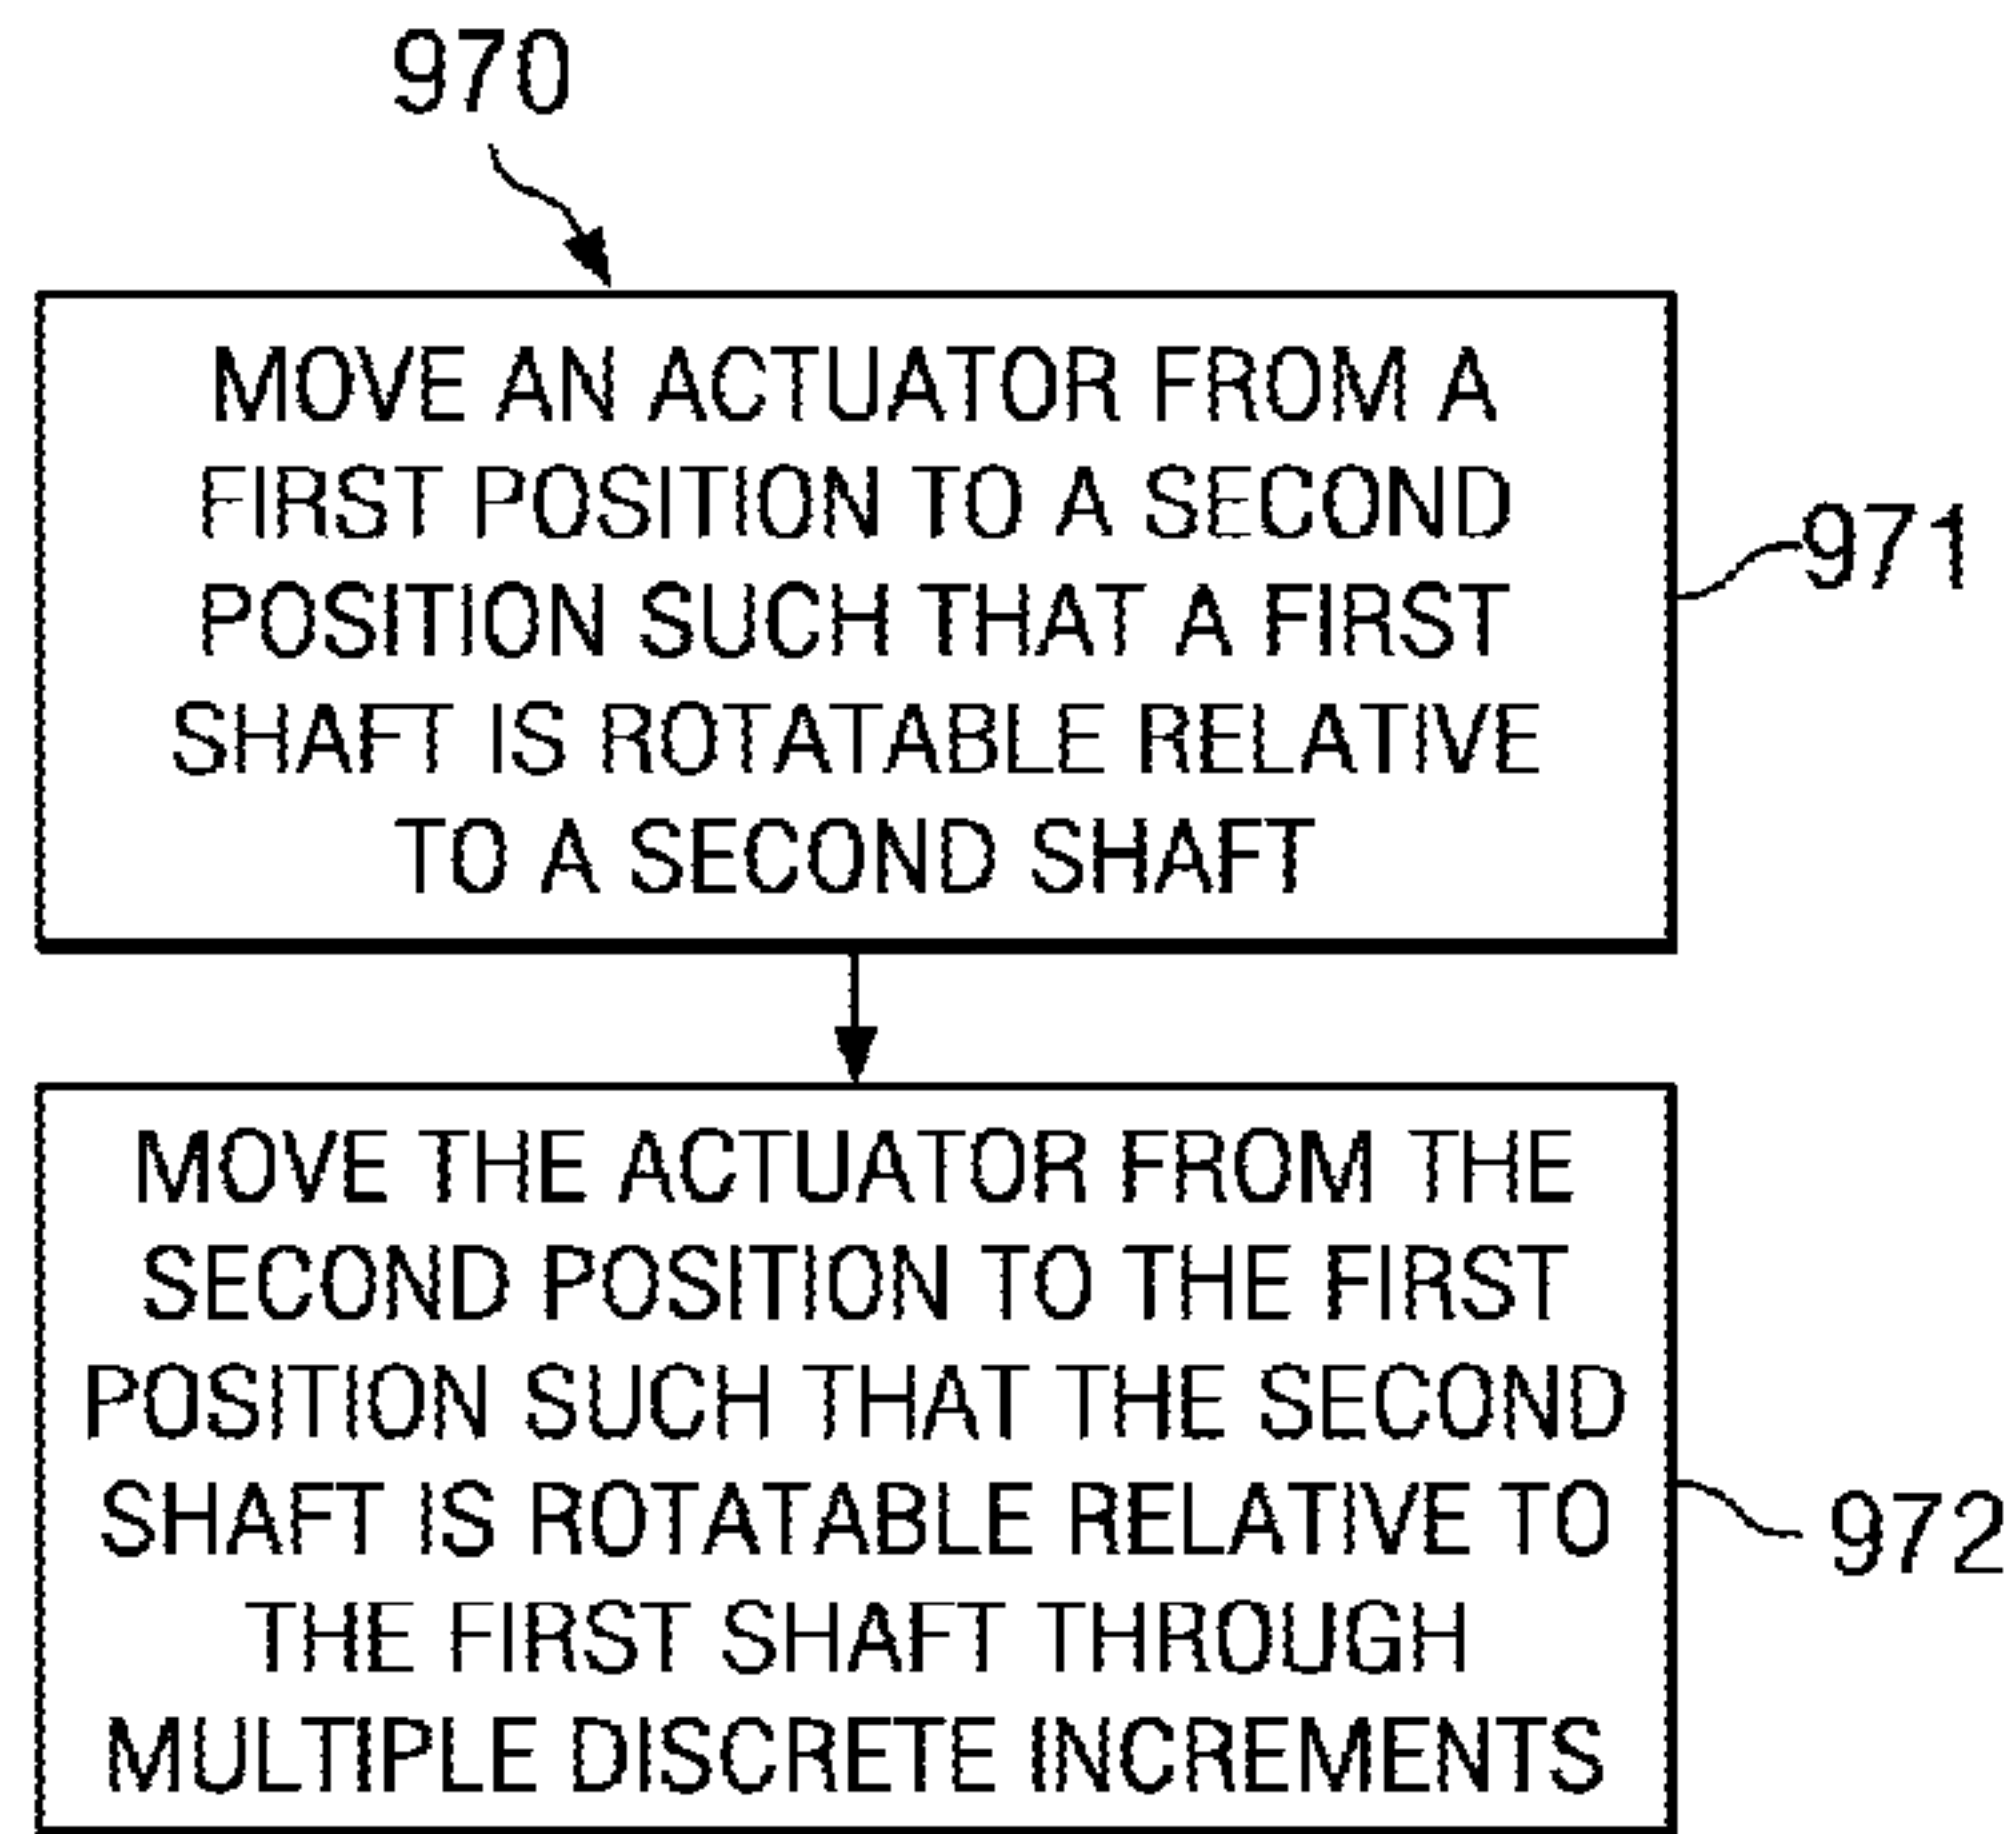 970
MOVE AN ACTUATOR FROM A
FIRST POSITION TO A SECOND
POSITION SUCH THAT A FIRST
SHAFT IS ROTATABLE RELATIVE
TO A SECOND SHAFT
971
MOVE THE ACTUATOR FROM THE
SECOND POSITION TO THE FIRST
POSITION SUCH THAT THE SECOND
SHAFT IS ROTATABLE RELATIVE TO
THE FIRST SHAFT THROUGH
MULTIPLE DISCRETE INCREMENTS
972